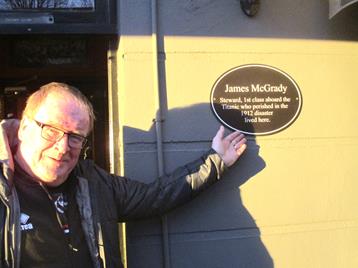 James McGrady
Steward, 1st class aboard the
Titanic who perished in the
1912 disaster
lived here.